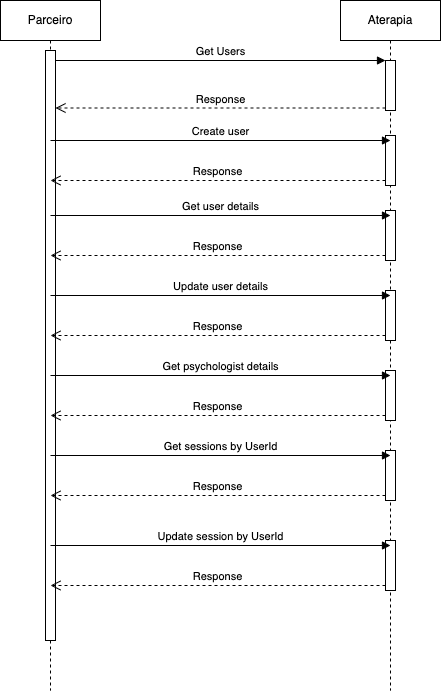 Parceiro
Aterapia
Get Users
Response
Create user
Response
Get user details
Response
Update user details
Response
Get psychologist details
Response
Get sessions by UserId
Response
Update session by UserId
Response